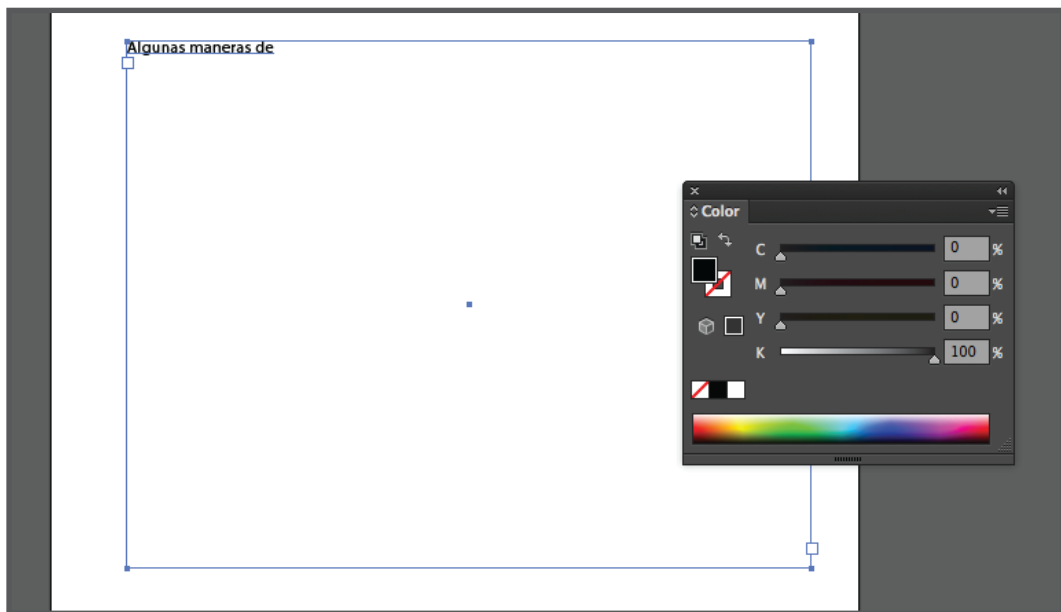 Algunas maneras de
Color
C 0 %
M 0 %
Y 0 %
K 100 %